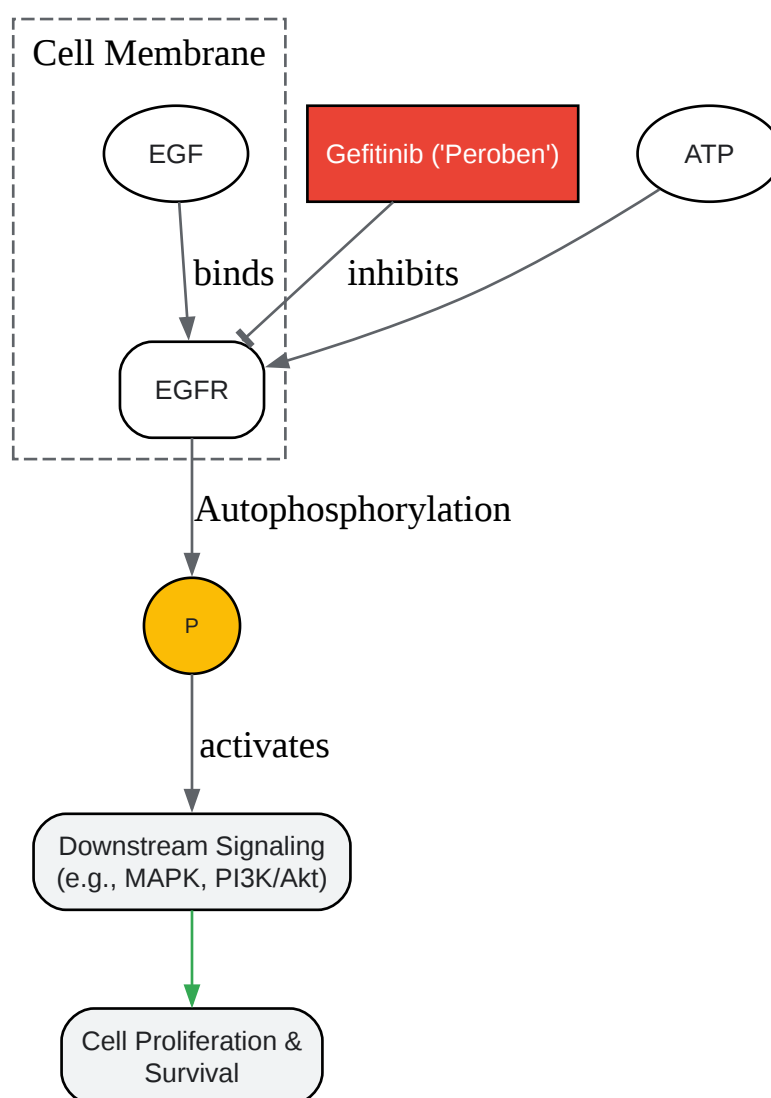 Cell Membrane
EGF
Gefitinib ('Peroben')
ATP
binds
inhibits
EGFR
Autophosphorylation
P
activates
Downstream Signaling
(e.g., MAPK, PI3K/Akt)
Cell Proliferation &
Survival